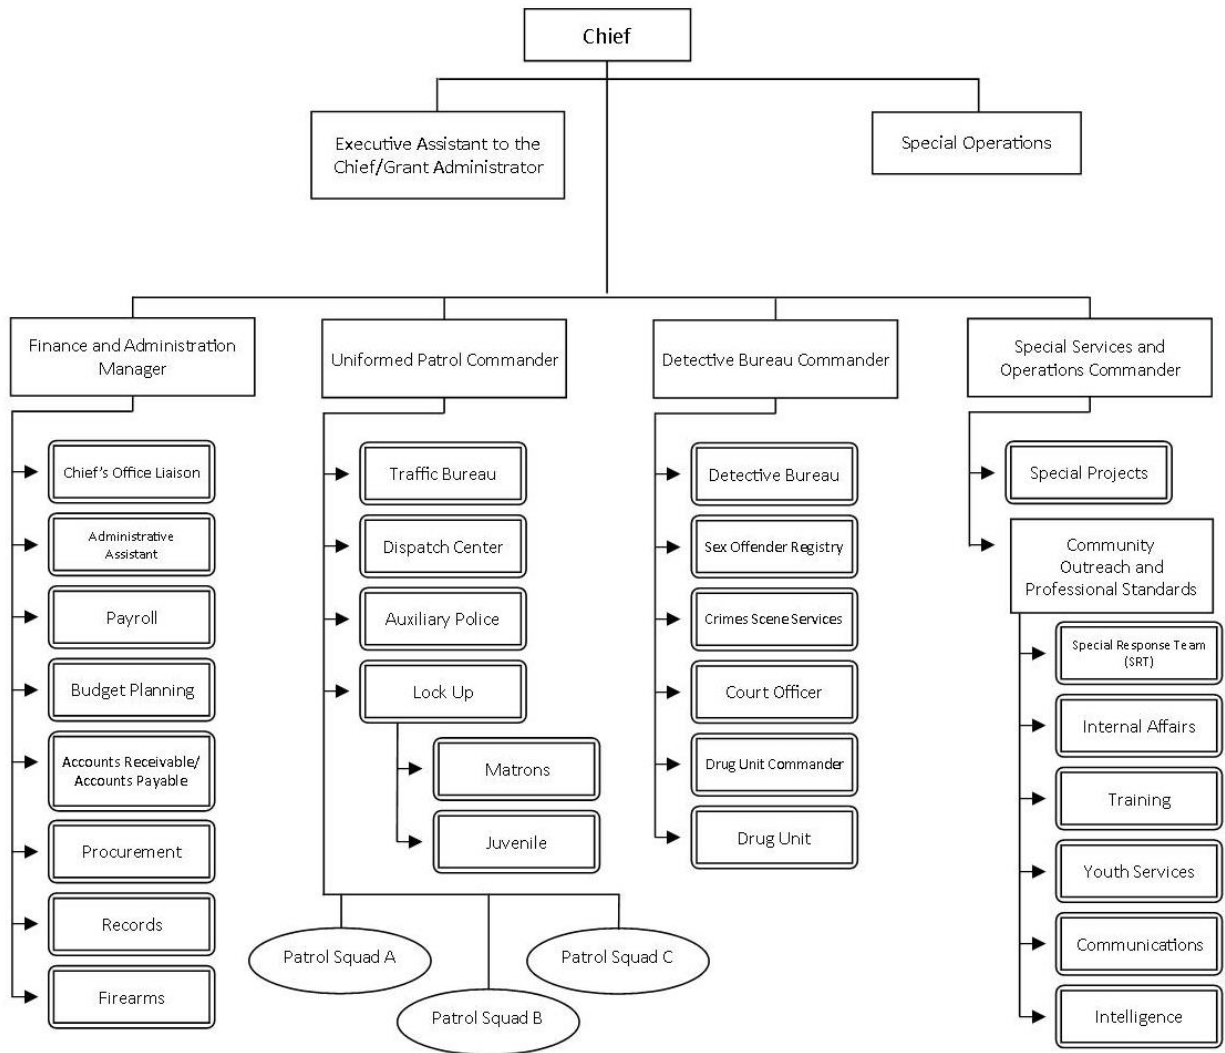 Chief
Executive Assistant to the
Chief/Grant Administrator
Special Operations
Finance and Administration
Manager
Uniformed Patrol Commander
Detective Bureau Commander
Special Services and
Operations Commander
Chief's Office Liaison
Administrative
Assistant
Payroll
Budget Planning
Accounts Receivable/
Accounts Payable
Procurement
Records
Firearms
Traffic Bureau
Dispatch Center
Auxiliary Police
Lock Up
Matrons
Juvenile
Patrol Squad A
Patrol Squad B
Patrol Squad C
Detective Bureau
Sex Offender Registry
Crimes Scene Services
Court Officer
Drug Unit Commander
Drug Unit
Special Projects
Community
Outreach and
Professional Standards
Special Response Team
(SRT)
Internal Affairs
Training
Youth Services
Communications
Intelligence